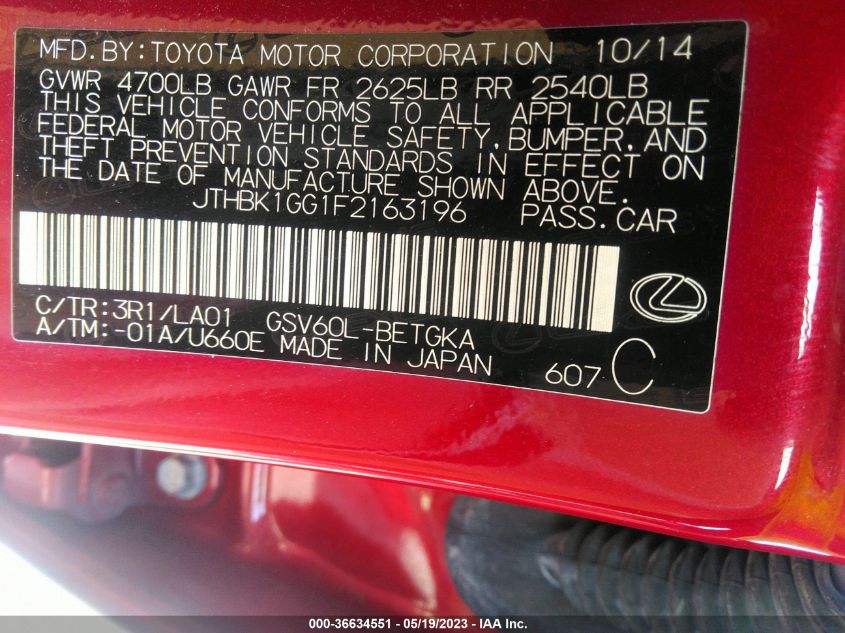 MFD. BY: TOYOTA MOTOR CORPORATION 10/14
GVWR 4700LB GAWR FR 2625LB RR 2540LB
THIS VEHICLE CONFORMS TO ALL APPLICABLE
FEDERAL MOTOR VEHICLE SAFETY, BUMPER, AND
THEFT PREVENTION STANDARDS IN EFFECT ON
THE DATE OF MANUFACTURE SHOWN ABOVE.
JTHBK1GG1F2163196 PASS. CAR
C/TR: 3R1/LA01 GSV60L-BETGKA
A/TM: -01A/U660E MADE IN JAPAN
607 C
000-36634551 — 05/19/2023 — IAA Inc.